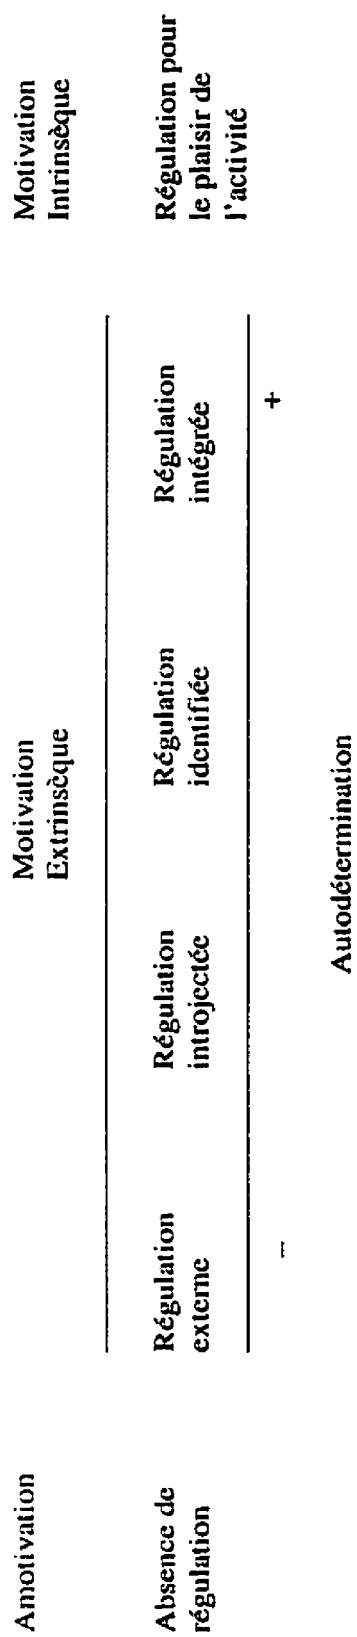 Amotivation
Motivation
Extrinsèque
Motivation
Intrinsèque
Absence de
régulation
Régulation
externe
Régulation
introjectée
Régulation
identifiée
Régulation
intégrée
Régulation pour
le plaisir de
l'activité
− +
Autodétermination